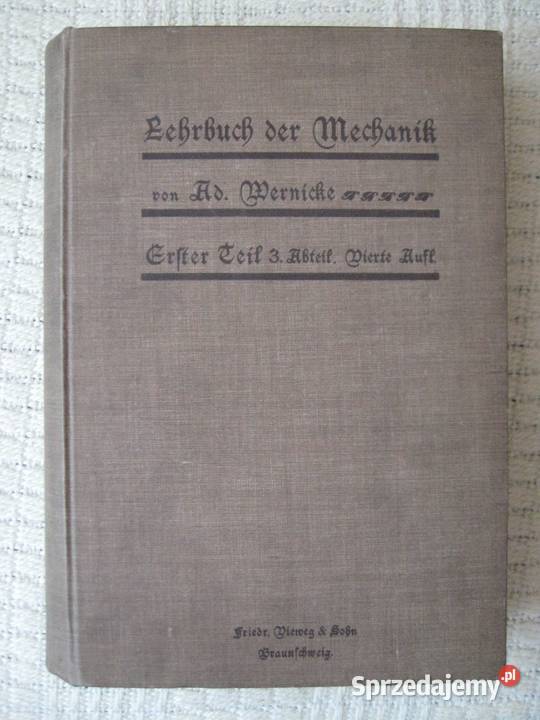 Lehrbuch der Mechanik
von Ad. Wernicke
Erſter Teil 3. Abteil. Vierte Aufl.
Friedr. Vieweg & Sohn
Braunſchweig.
Sprzedajemy.pl